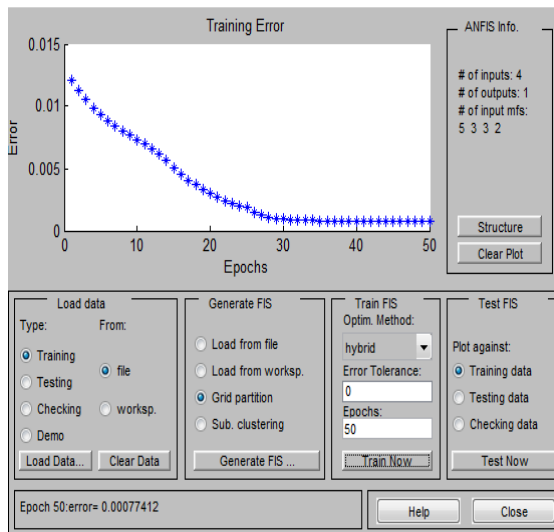 Training Error
0.015
0.01
0.005
0
Error
0
10
20
30
40
50
Epochs
ANFIS Info.
# of inputs: 4
# of outputs: 1
# of input mfs:
5 3 3 2
Structure
Clear Plot
Load data
Type:
From:
Training
Testing
Checking
Demo
file
worksp.
Load Data...
Clear Data
Generate FIS
Load from file
Load from worksp.
Grid partition
Sub. clustering
Generate FIS ...
Train FIS
Optim. Method:
hybrid
Error Tolerance:
0
Epochs:
50
Train Now
Test FIS
Plot against:
Training data
Testing data
Checking data
Test Now
Epoch 50:error= 0.00077412
Help
Close